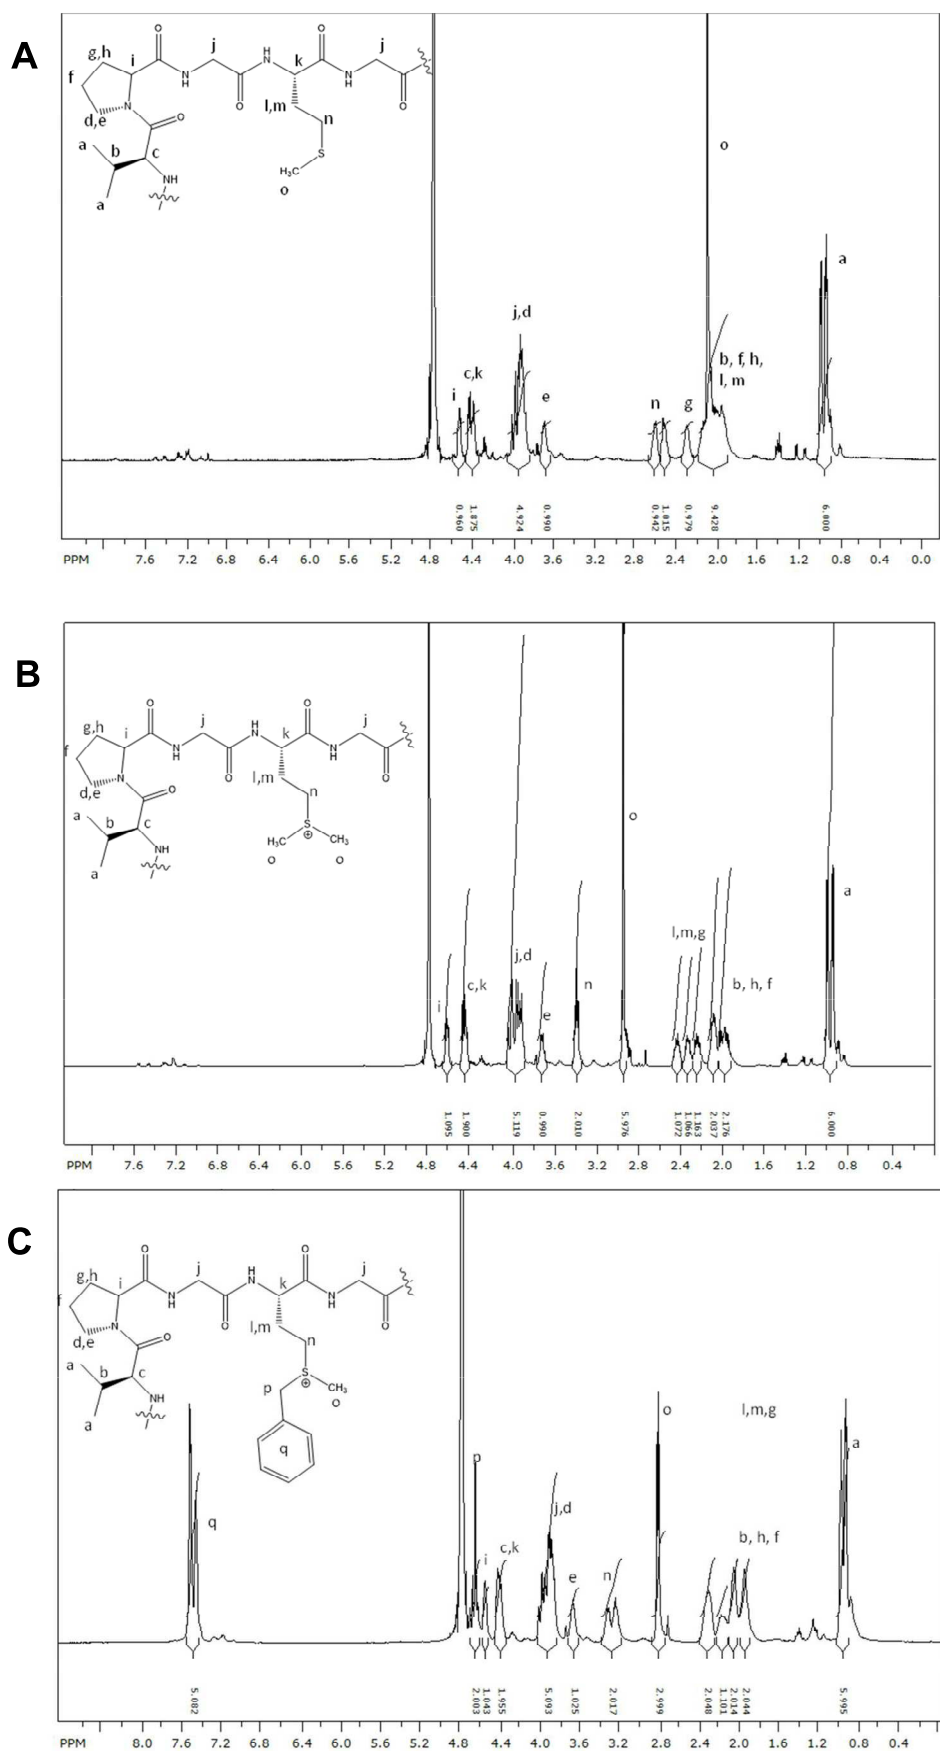 A
g,h
i
j
k
j
f
d,e
l,m
n
a
b
c
a
o
O
O
N
H
H
N
O
N
H
O
N
O
NH
S
H₃C
o
a
j,d
b, f, h,
l, m
c,k
i
e
n
g
0.960 1.875 4.924 0.990 0.942 1.015 0.979 9.428 6.000
PPM 7.6 7.2 6.8 6.4 6.0 5.6 5.2 4.8 4.4 4.0 3.6 3.2 2.8 2.4 2.0 1.6 1.2 0.8 0.4 0.0
B
g,h
i
j
k
j
f
d,e
l,m
n
a
b
c
a
o
o
O
O
N
H
H
N
O
N
H
O
N
O
NH
S
⊕
H₃C
CH₃
o
a
l,m,g
j,d
c,k
n
b, h, f
i
e
1.095 1.900 5.119 0.990 2.010 5.976 1.072 1.066 1.163 2.037 2.176 6.000
PPM 7.6 7.2 6.8 6.4 6.0 5.6 5.2 4.8 4.4 4.0 3.6 3.2 2.8 2.4 2.0 1.6 1.2 0.8 0.4
C
g,h
i
j
k
j
f
d,e
l,m
n
a
b
c
a
p
o
q
O
O
N
H
H
N
O
N
H
O
N
O
NH
S
⊕
CH₃
o
l,m,g
a
p
j,d
q
c,k
b, h, f
i
e
n
5.082 2.003 1.043 1.955 5.093 1.025 2.017 2.999 2.048 1.101 2.014 2.044 5.995
PPM 8.0 7.6 7.2 6.8 6.4 6.0 5.6 5.2 4.8 4.4 4.0 3.6 3.2 2.8 2.4 2.0 1.6 1.2 0.8 0.4